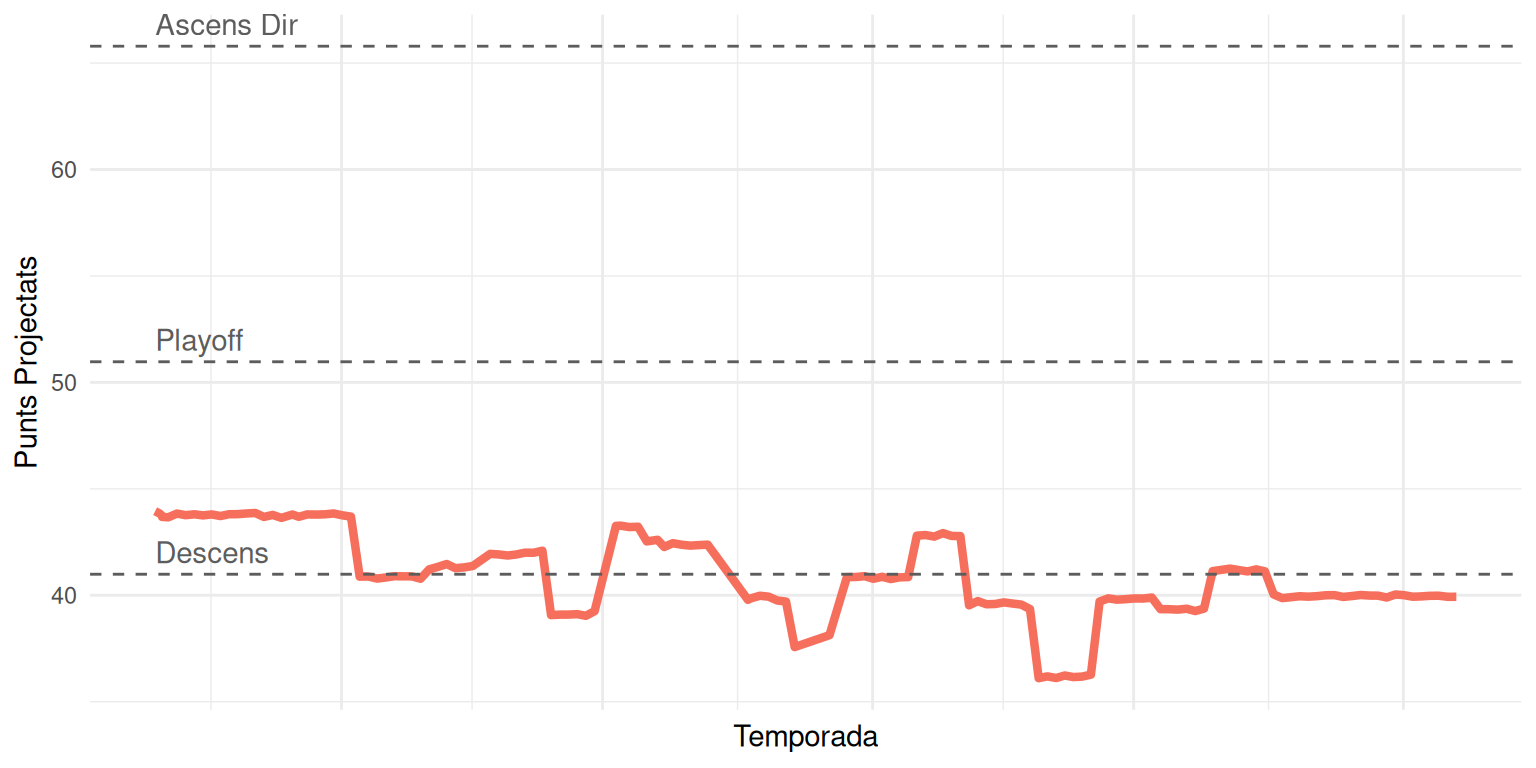 Ascens Dir
60
Playoff
50
Descens
40
Punts Projectats
Temporada